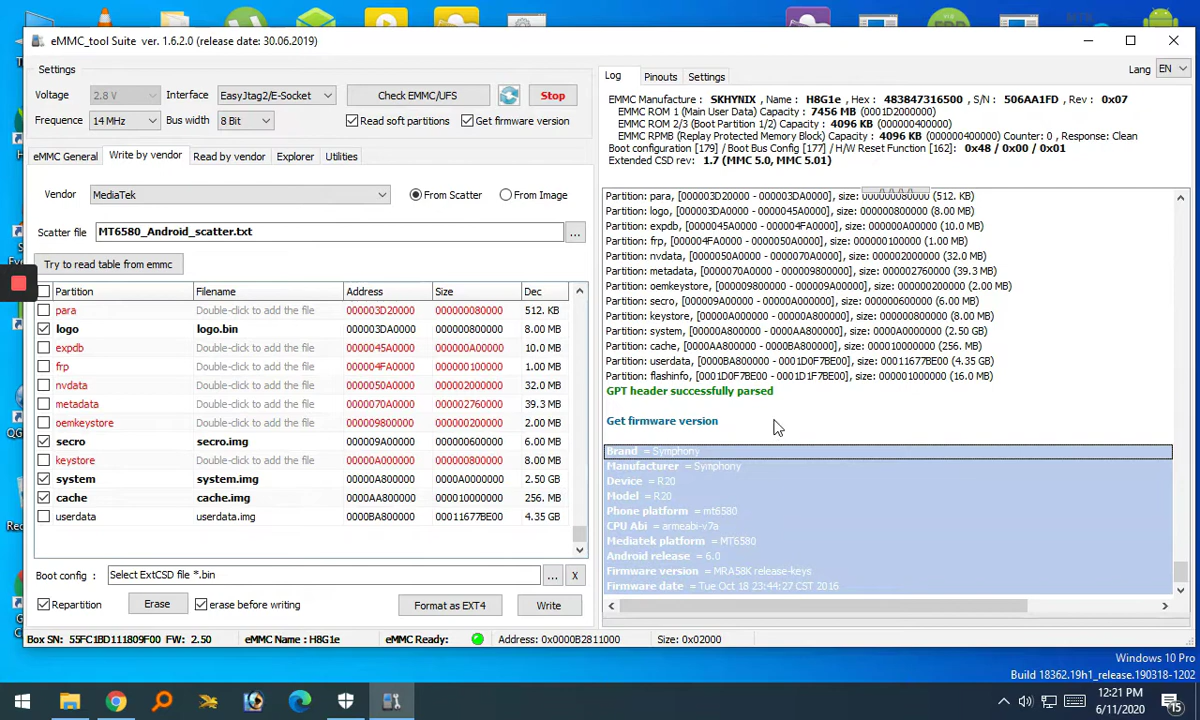 eMMC_tool Suite ver. 1.6.2.0 (release date: 30.06.2019)
Settings
Voltage 2.8 V Interface EasyJtag2/E-Socket Check EMMC/UFS Stop
Frequency 14 MHz Bus width 8 Bit Read soft partitions Get firmware version
eMMC General Write by vendor Read by vendor Explorer Utilities
Vendor MediaTek From Scatter From Image
Scatter file MT6580_Android_scatter.txt ...
Try to read table from emmc
Partition Filename Address Size Dec
para Double-click to add the file 000003D20000 000000080000 512. KB
logo logo.bin 000003DA0000 000000800000 8.00 MB
expdb Double-click to add the file 0000045A0000 000000A00000 10.0 MB
frp Double-click to add the file 000004FA0000 000000100000 1.00 MB
nvdata Double-click to add the file 0000050A0000 000002000000 32.0 MB
metadata Double-click to add the file 0000070A0000 000002760000 39.3 MB
oemkeystore Double-click to add the file 000009800000 000000200000 2.00 MB
secro secro.img 000009A00000 000000600000 6.00 MB
keystore Double-click to add the file 00000A000000 000000800000 8.00 MB
system system.img 00000A800000 0000A0000000 2.50 GB
cache cache.img 0000AA800000 000010000000 256. MB
userdata userdata.img 0000BA800000 00011677BE00 4.35 GB
Boot config : Select ExtCSD file *.bin ... X
Repartition Erase erase before writing Format as EXT4 Write
Log Pinouts Settings Lang EN
EMMC Manufacture : SKHYNIX , Name : H8G1e , Hex : 483847316500 , S/N : 506AA1FD , Rev : 0x07
EMMC ROM 1 (Main User Data) Capacity : 7456 MB (0001D2000000)
EMMC ROM 2/3 (Boot Partition 1/2) Capacity : 4096 KB (000000400000)
EMMC RPMB (Replay Protected Memory Block) Capacity : 4096 KB (000000400000) Counter: 0 , Response: Clean
Boot configuration [179] / Boot Bus Config [177] / H/W Reset Function [162]: 0x48 / 0x00 / 0x01
Extended CSD rev: 1.7 (MMC 5.0, MMC 5.01)
Partition: para, [000003D20000 - 000003DA0000], size: 000000080000 (512. KB)
Partition: logo, [000003DA0000 - 0000045A0000], size: 000000800000 (8.00 MB)
Partition: expdb, [0000045A0000 - 000004FA0000], size: 000000A00000 (10.0 MB)
Partition: frp, [000004FA0000 - 0000050A0000], size: 000000100000 (1.00 MB)
Partition: nvdata, [0000050A0000 - 0000070A0000], size: 000002000000 (32.0 MB)
Partition: metadata, [0000070A0000 - 000009800000], size: 000002760000 (39.3 MB)
Partition: oemkeystore, [000009800000 - 000009A00000], size: 000000200000 (2.00 MB)
Partition: secro, [000009A00000 - 00000A000000], size: 000000600000 (6.00 MB)
Partition: keystore, [00000A000000 - 00000A800000], size: 000000800000 (8.00 MB)
Partition: system, [00000A800000 - 0000AA800000], size: 0000A0000000 (2.50 GB)
Partition: cache, [0000AA800000 - 0000BA800000], size: 000010000000 (256. MB)
Partition: userdata, [0000BA800000 - 0001D0F7BE00], size: 00011677BE00 (4.35 GB)
Partition: flashinfo, [0001D0F7BE00 - 0001D1F7BE00], size: 000001000000 (16.0 MB)
GPT header successfully parsed
Get firmware version
Brand = Symphony
Manufacturer = Symphony
Device = R20
Model = R20
Phone platform = mt6580
CPU Abi = armeabi-v7a
Mediatek platform = MT6580
Android release = 6.0
Firmware version = MRA58K release-keys
Firmware date = Tue Oct 18 23:44:27 CST 2016
Box SN: 55FC1BD111809F00 FW: 2.50 eMMC Name : H8G1e eMMC Ready: Address: 0x0000B2811000 Size: 0x02000
Windows 10 Pro
Build 18362.19h1_release.190318-1202
12:21 PM
6/11/2020
15